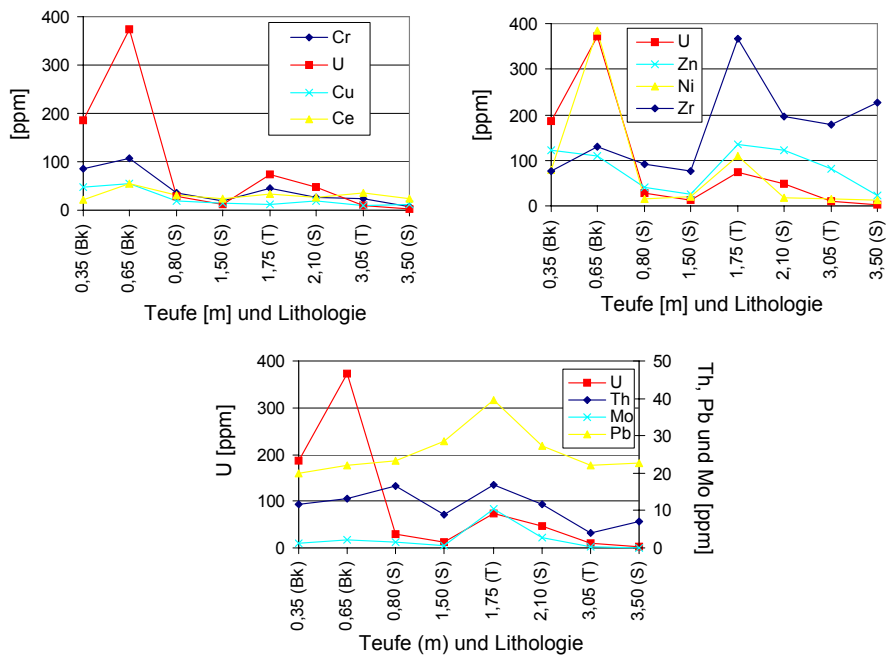 400
300
200
100
0
[ppm]
Cr
U
Cu
Ce
0,35 (Bk)
0,65 (Bk)
0,80 (S)
1,50 (S)
1,75 (T)
2,10 (S)
3,05 (T)
3,50 (S)
Teufe [m] und Lithologie
400
300
200
100
0
[ppm]
U
Zn
Ni
Zr
0,35 (Bk)
0,65 (Bk)
0,80 (S)
1,50 (S)
1,75 (T)
2,10 (S)
3,05 (T)
3,50 (S)
Teufe [m] und Lithologie
400
300
200
100
0
U [ppm]
U
Th
Mo
Pb
50
40
30
20
10
0
Th, Pb und Mo [ppm]
0,35 (Bk)
0,65 (Bk)
0,80 (S)
1,50 (S)
1,75 (T)
2,10 (S)
3,05 (T)
3,50 (S)
Teufe (m) und Lithologie